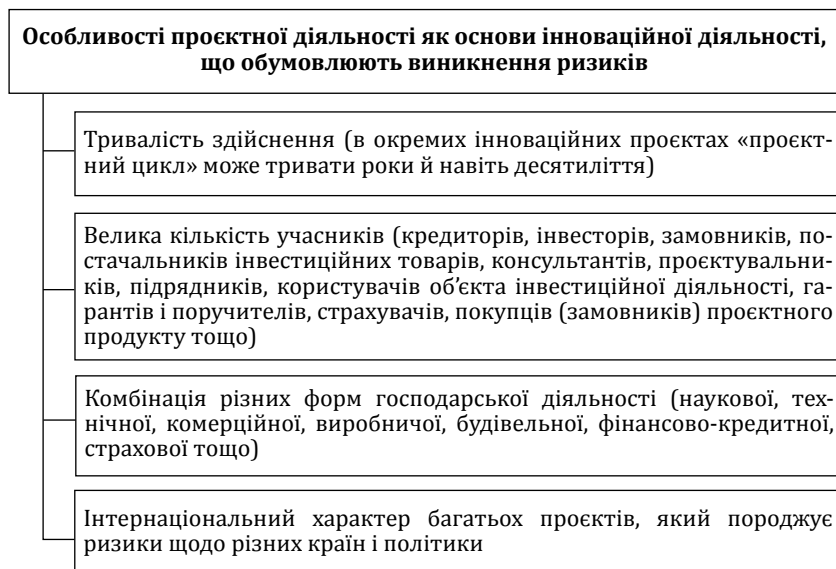 Особливості проєктної діяльності як основи інноваційної діяльності,
що обумовлюють виникнення ризиків
Тривалість здійснення (в окремих інноваційних проєктах «проєкт-
ний цикл» може тривати роки й навіть десятиліття)
Велика кількість учасників (кредиторів, інвесторів, замовників, по-
стачальників інвестиційних товарів, консультантів, проєктувальни-
ків, підрядників, користувачів об’єкта інвестиційної діяльності, га-
рантів і поручителів, страхувачів, покупців (замовників) проєктного
продукту тощо)
Комбінація різних форм господарської діяльності (наукової, тех-
нічної, комерційної, виробничої, будівельної, фінансово-кредитної,
страхової тощо)
Інтернаціональний характер багатьох проєктів, який породжує
ризики щодо різних країн і політики